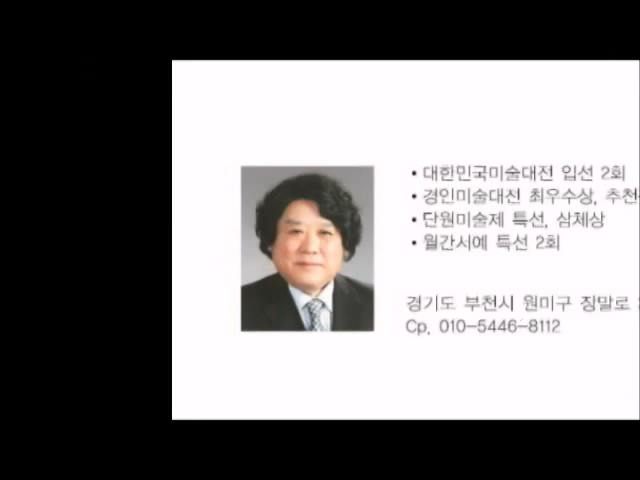 • 대한민국미술대전 입선 2회
• 경인미술대전 최우수상, 추천
• 단원미술제 특선, 삼체상
• 월간서예 특선 2회
경기도 부천시 원미구 장말로
Cp. 010-5446-8112